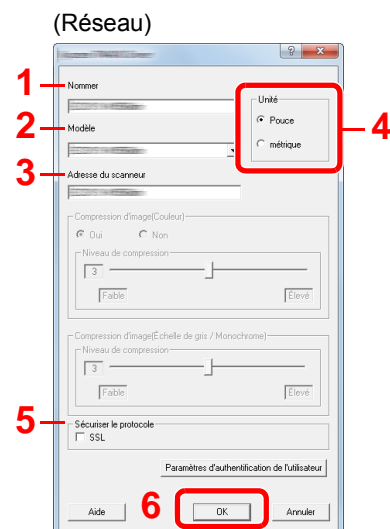 (Réseau)
1
Nommer
Unité
Pouce
métrique
4
2
Modèle
3
Adresse du scanneur
Compression d'image(Couleur)
Oui Non
Niveau de compression
3
Faible Élevé
Compression d'image(Échelle de gris / Monochrome)
Niveau de compression
3
Faible Élevé
5
Sécuriser le protocole
SSL
Paramètres d'authentification de l'utilisateur
6
Aide OK Annuler